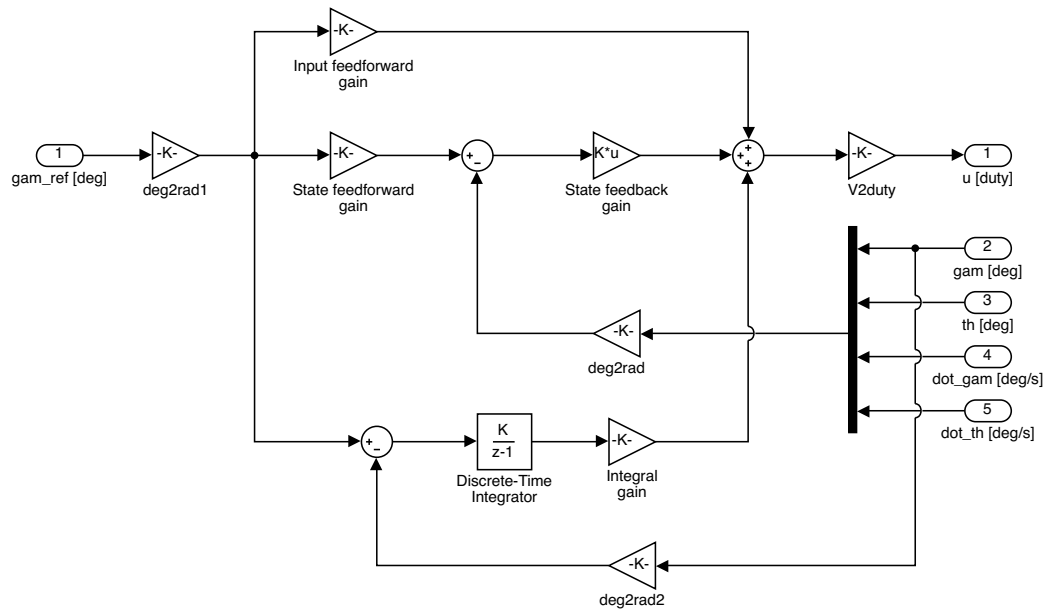 -K-
Input feedforward
gain
1
gam_ref [deg]
-K-
deg2rad1
-K-
State feedforward
gain
+
−
K*u
State feedback
gain
+
+
+
-K-
V2duty
1
u [duty]
2
gam [deg]
3
th [deg]
-K-
deg2rad
4
dot_gam [deg/s]
5
dot_th [deg/s]
+
−
K
z-1
Discrete-Time
Integrator
-K-
Integral
gain
-K-
deg2rad2